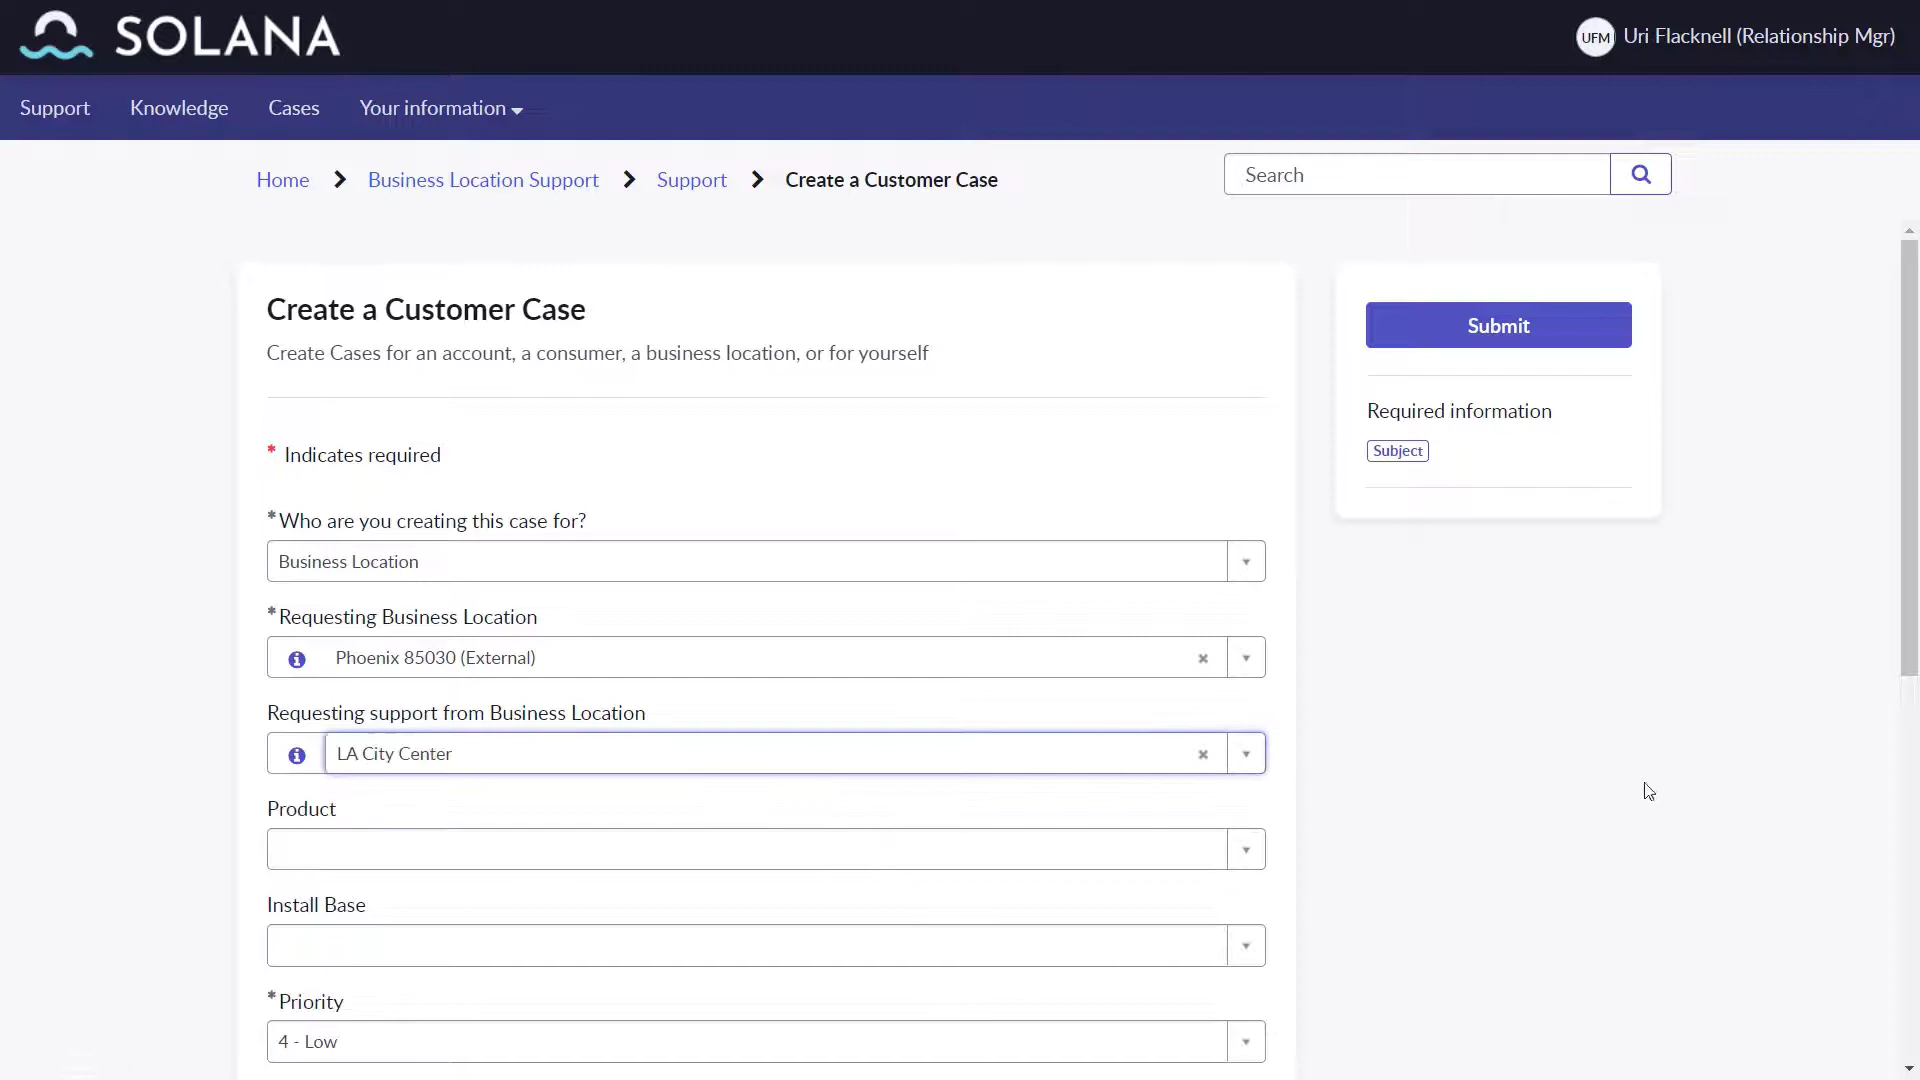 SOLANA
UFM Uri Flacknell (Relationship Mgr)
Support Knowledge Cases Your information
Home Business Location Support Support Create a Customer Case
Search
Create a Customer Case
Create Cases for an account, a consumer, a business location, or for yourself
* Indicates required
*Who are you creating this case for?
Business Location
*Requesting Business Location
Phoenix 85030 (External)
Requesting support from Business Location
LA City Center
Product
Install Base
*Priority
4 - Low
Submit
Required information
Subject